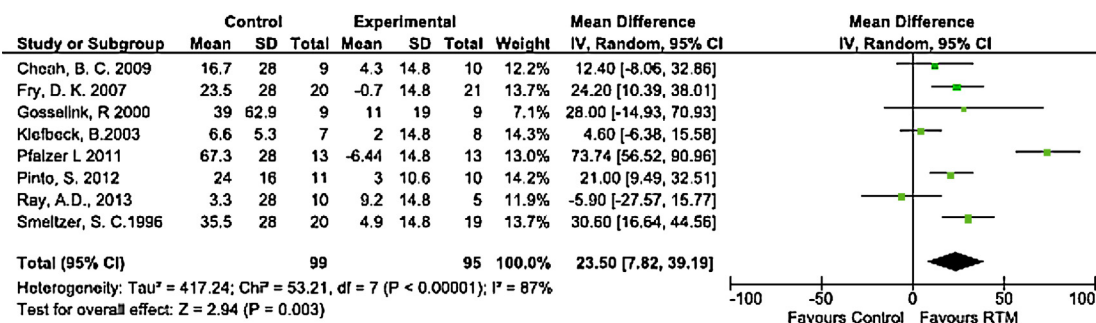 Control Experimental Mean Difference Mean Difference
Study or Subgroup Mean SD Total Mean SD Total Weight IV, Random, 95% CI IV, Random, 95% CI
Cheah, B. C. 2009 16.7 28 9 4.3 14.8 10 12.2% 12.40 [-8.06, 32.86]
Fry, D. K. 2007 23.5 28 20 -0.7 14.8 21 13.7% 24.20 [10.39, 38.01]
Gosselink, R 2000 39 62.9 9 11 19 9 7.1% 28.00 [-14.93, 70.93]
Klefbeck, B.2003 6.6 5.3 7 2 14.8 8 14.3% 4.60 [-6.38, 15.58]
Pfalzer L 2011 67.3 28 13 -6.44 14.8 13 13.0% 73.74 [56.52, 90.96]
Pinto, S. 2012 24 16 11 3 10.6 10 14.2% 21.00 [9.49, 32.51]
Ray, A.D., 2013 3.3 28 10 9.2 14.8 5 11.9% -5.90 [-27.57, 15.77]
Smeltzer, S. C.1996 35.5 28 20 4.9 14.8 19 13.7% 30.60 [16.64, 44.56]
Total (95% CI) 99 95 100.0% 23.50 [7.82, 39.19]
Heterogeneity: Tau² = 417.24; Chi² = 53.21, df = 7 (P < 0.00001); I² = 87%
Test for overall effect: Z = 2.94 (P = 0.003)
-100 -50 0 50 100
Favours Control Favours RTM